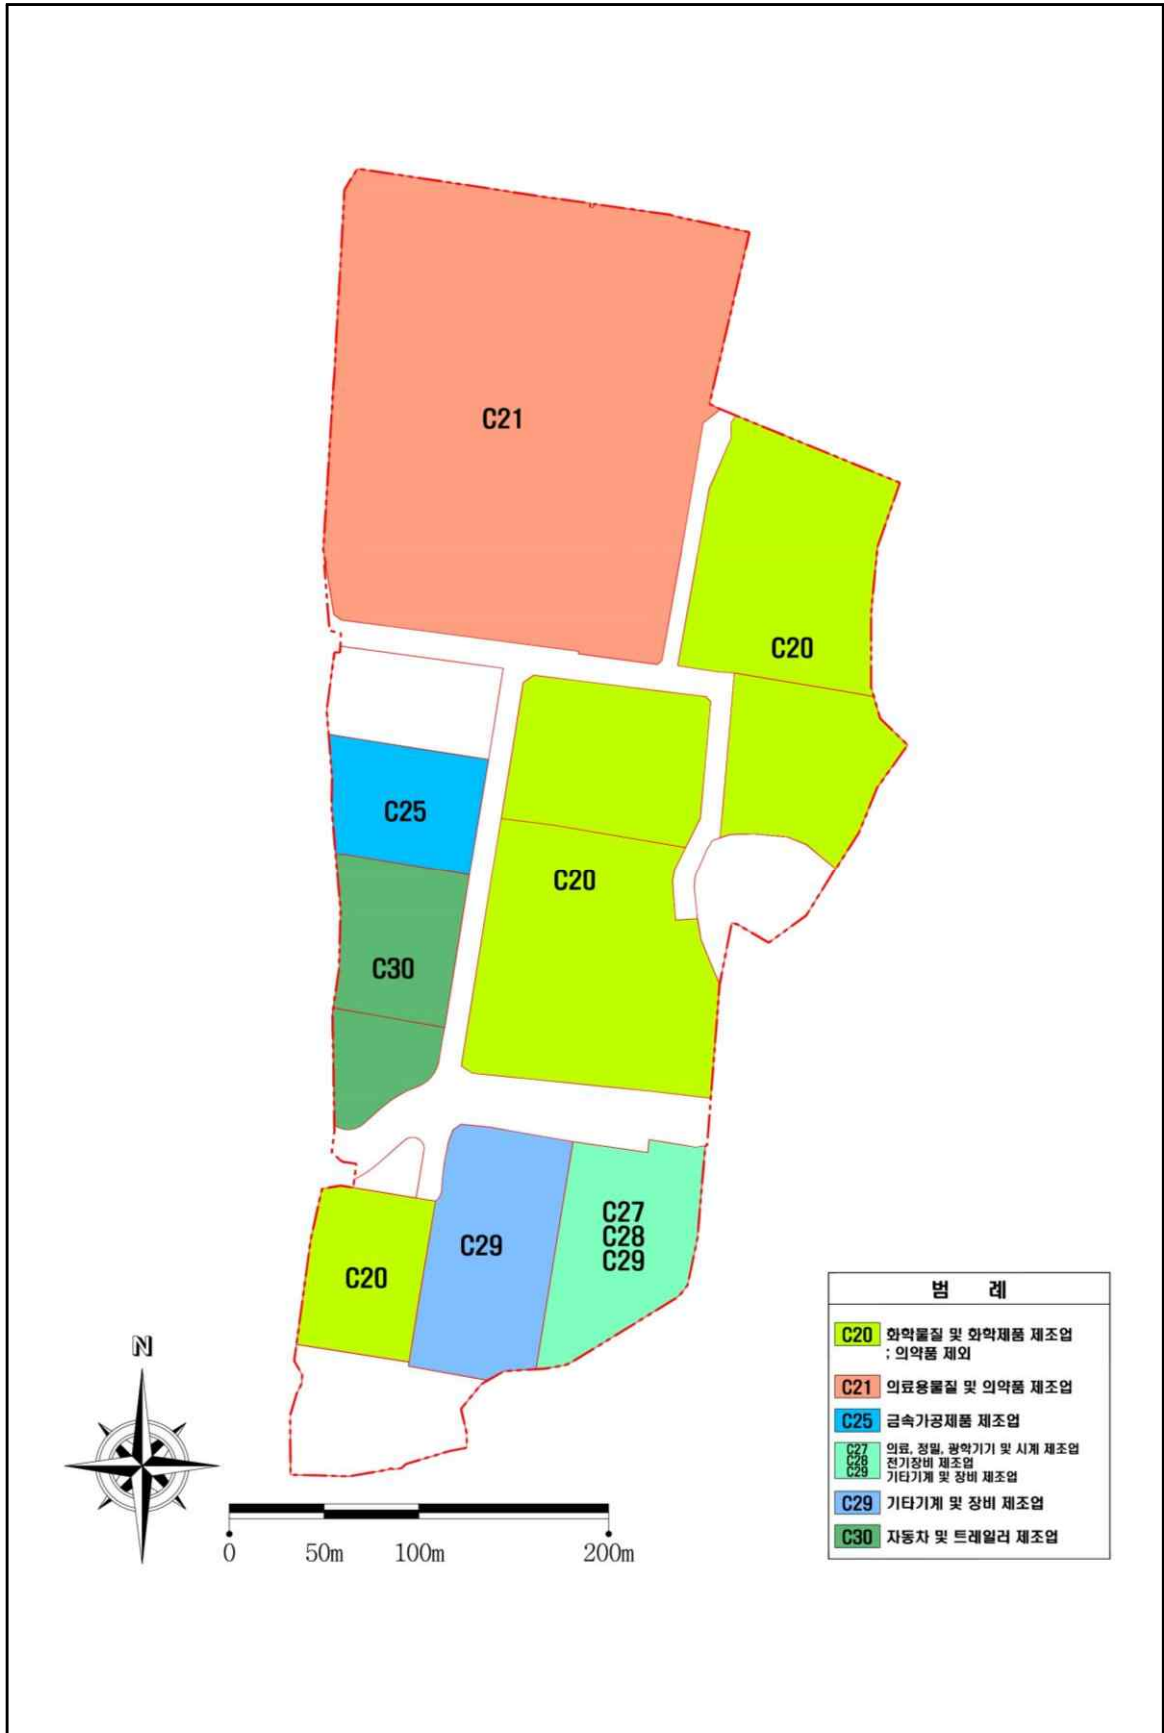 C21
C20
C25
C20
C30
C27
C28
C29
C29
C20
N
0 50m 100m 200m
범 례
C20 화학물질 및 화학제품 제조업
; 의약품 제외
C21 의료용물질 및 의약품 제조업
C25 금속가공제품 제조업
C27 의료, 정밀, 광학기기 및 시계 제조업
C28 전기장비 제조업
C29 기타기계 및 장비 제조업
C29 기타기계 및 장비 제조업
C30 자동차 및 트레일러 제조업